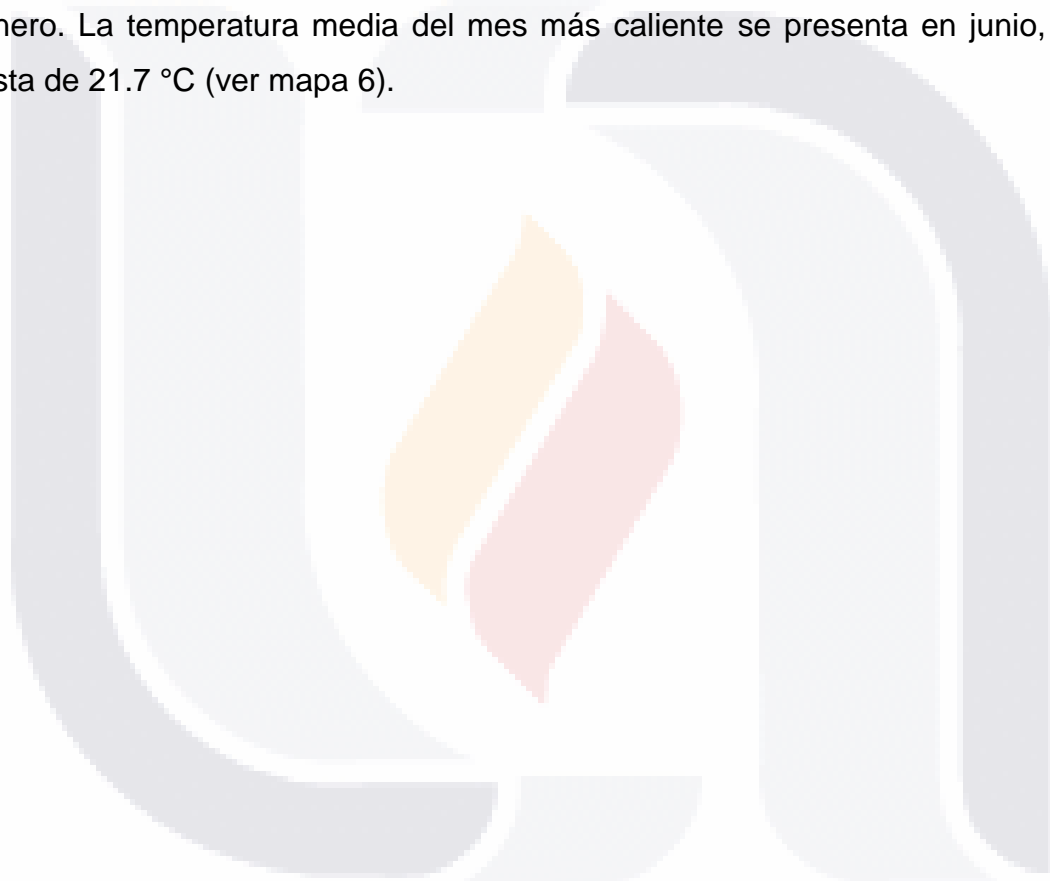 nero. La temperatura media del mes más caliente se presenta en junio,
sta de 21.7 °C (ver mapa 6).